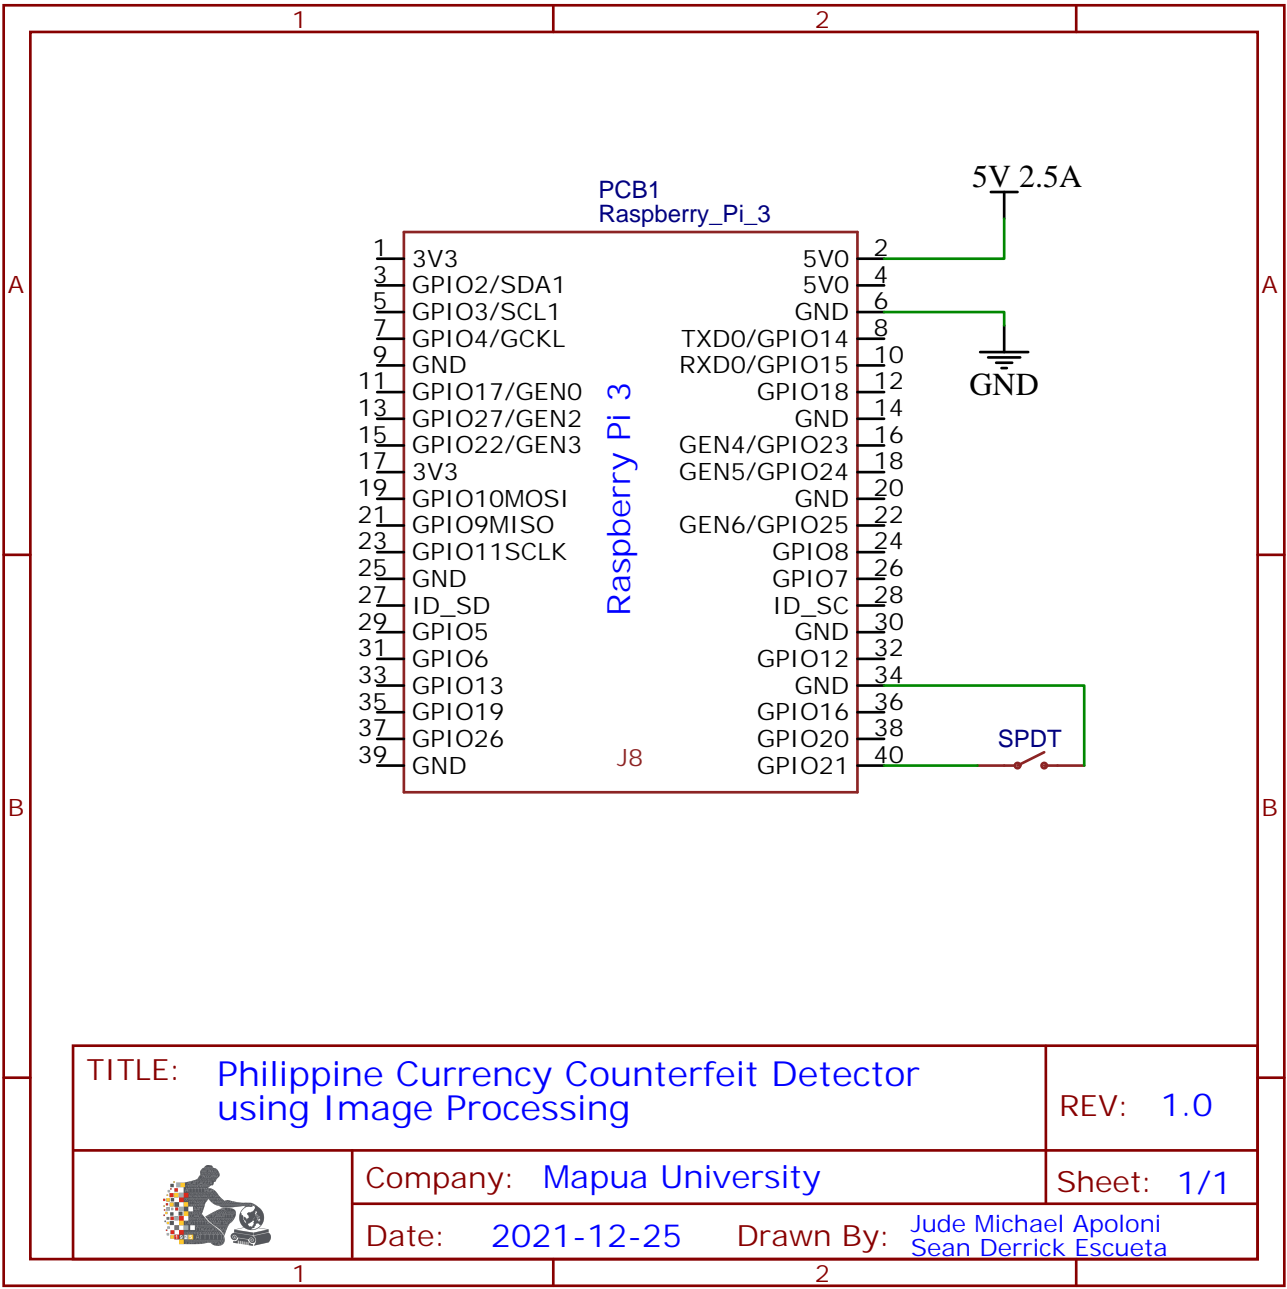 1 2
5V 2.5A
PCB1
Raspberry_Pi_3
1 3V3 5V0 2
3 GPIO2/SDA1 5V0 4
A A
5 GPIO3/SCL1 GND 6
7 GPIO4/GCKL TXD0/GPIO14 8
9 GND RXD0/GPIO15 10
GND
11 GPIO17/GEN0 GPIO18 12
13 GPIO27/GEN2 GND 14
15 GPIO22/GEN3 GEN4/GPIO23 16
17 3V3 GEN5/GPIO24 18
19 GPIO10MOSI GND 20
21 GPIO9MISO GEN6/GPIO25 22
23 GPIO11SCLK GPIO8 24
25 GND GPIO7 26
27 ID_SD ID_SC 28
29 GPIO5 GND 30
31 GPIO6 GPIO12 32
33 GPIO13 GND 34
35 GPIO19 GPIO16 36
37 GPIO26 GPIO20 38
39 GND GPIO21 40
Raspberry Pi 3
J8
SPDT
B B
TITLE: Philippine Currency Counterfeit Detector
using Image Processing
REV: 1.0
Company: Mapua University
Sheet: 1/1
Date: 2021-12-25
Drawn By: Jude Michael Apoloni
Sean Derrick Escueta
1 2